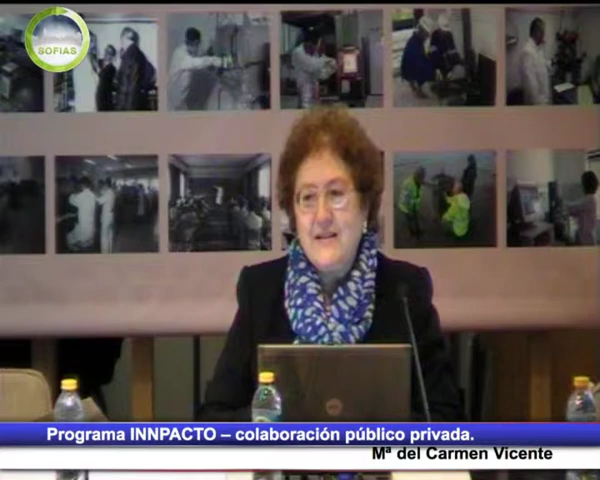 SOFIAS
Programa INNPACTO – colaboración público privada.
Mª del Carmen Vicente